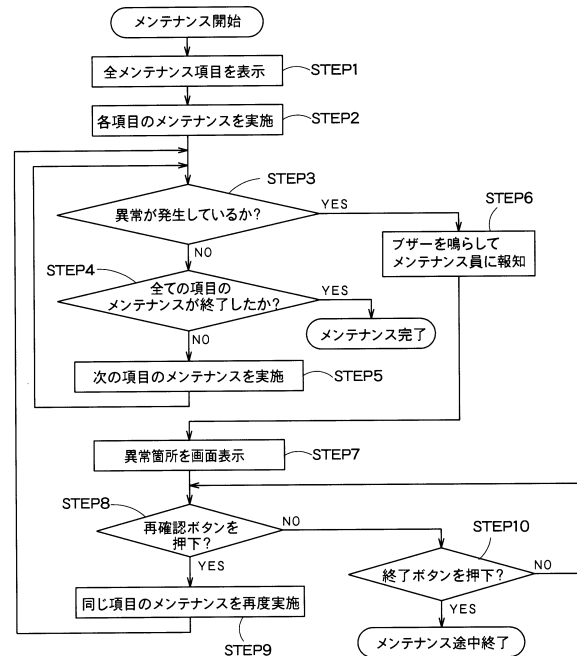 メンテナンス開始
全メンテナンス項目を表示
STEP1
各項目のメンテナンスを実施
STEP2
STEP3
異常が発生しているか?
YES
STEP6
ブザーを鳴らして
メンテナンス員に報知
NO
STEP4
全ての項目の
メンテナンスが終了したか?
YES
メンテナンス完了
NO
次の項目のメンテナンスを実施
STEP5
異常箇所を画面表示
STEP7
STEP8
再確認ボタンを
押下?
NO
STEP10
終了ボタンを押下?
NO
YES
YES
同じ項目のメンテナンスを再度実施
STEP9
メンテナンス途中終了